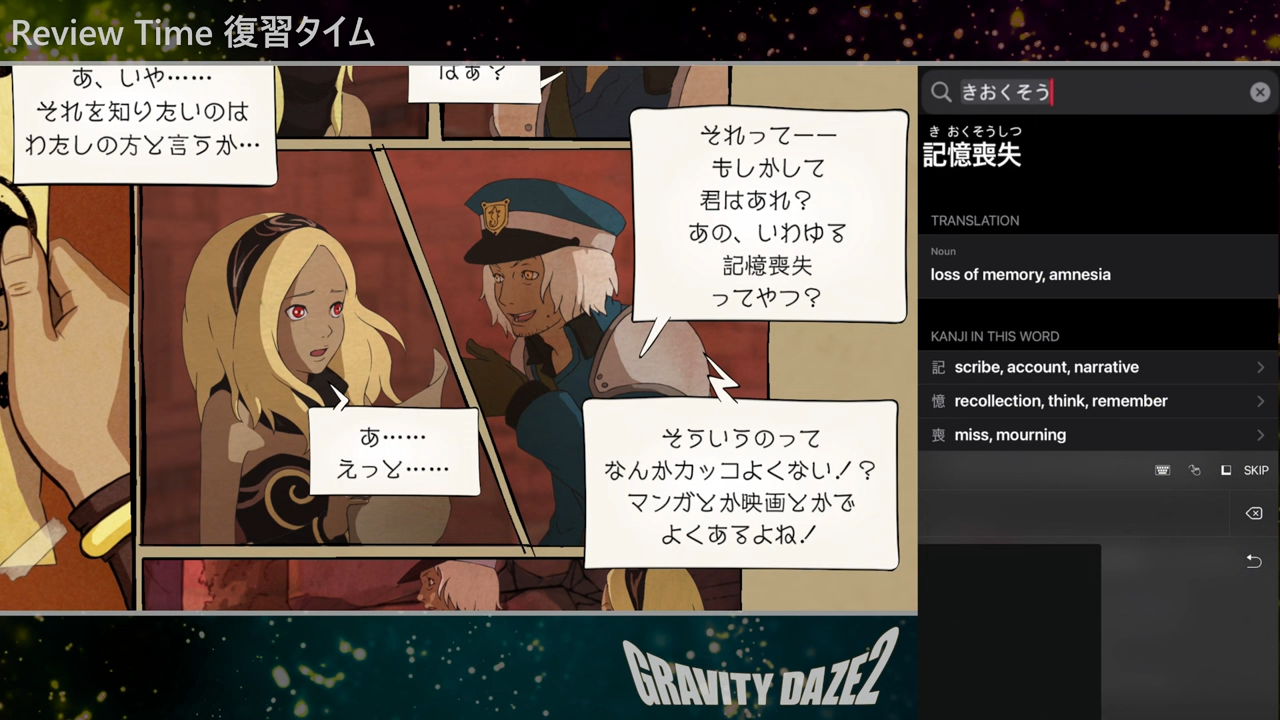 Review Time 復習タイム
あ、いや……
それを知りたいのは
わたしの方と言うか…
はぁ？
それってーー
もしかして
君はあれ？
あの、いわゆる
記憶喪失
ってやつ？
あ……
えっと……
そういうのって
なんかカッコよくない！？
マンガとか映画とかで
よくあるよね！
GRAVITY DAZE2
きおくそう
きおくそうしつ
記憶喪失
TRANSLATION
Noun
loss of memory, amnesia
KANJI IN THIS WORD
記 scribe, account, narrative
憶 recollection, think, remember
喪 miss, mourning
SKIP